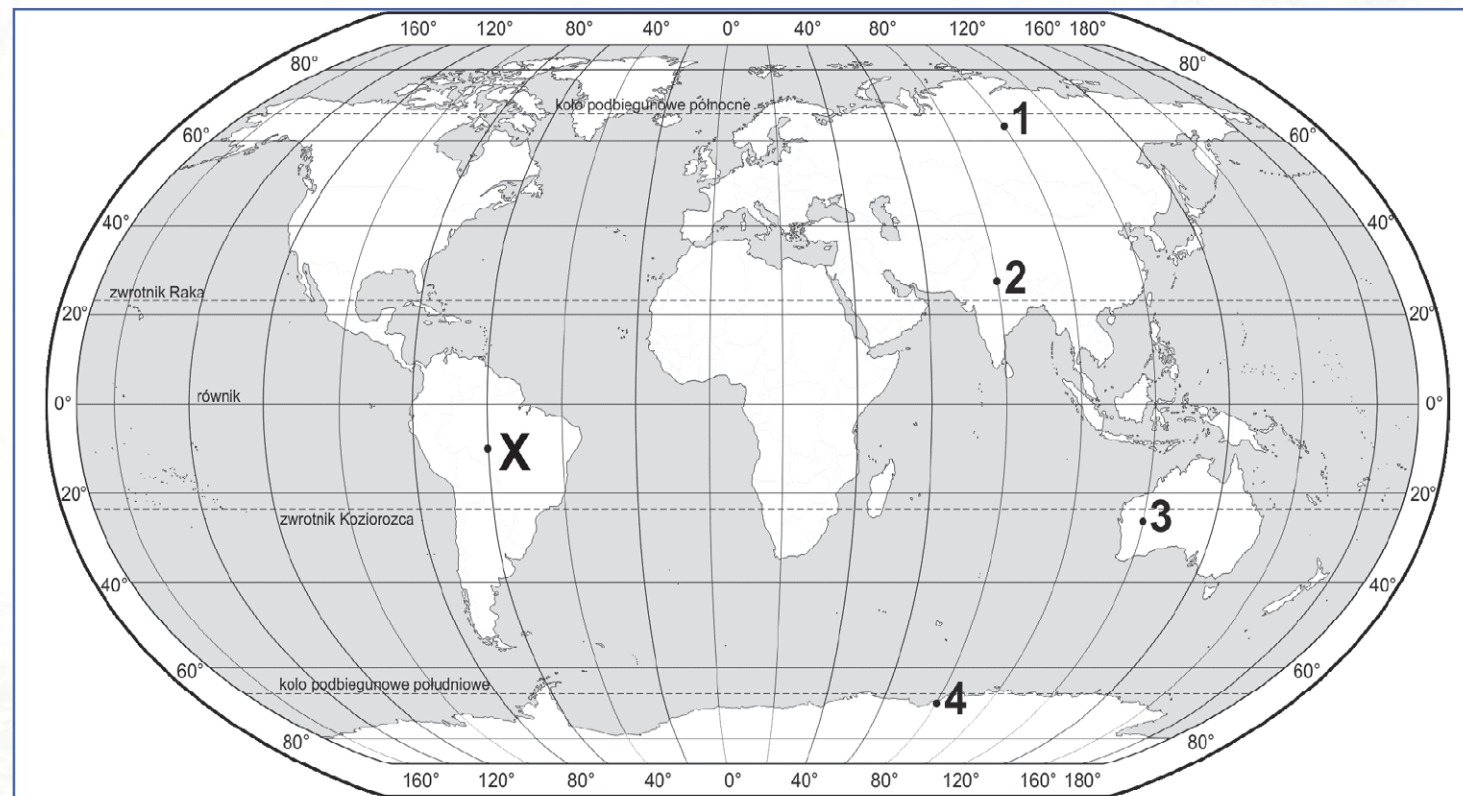 160° 120° 80° 40° 0° 40° 80° 120° 160° 180°
80° 80°
koło podbiegunowe północne
1
60° 60°
40° 40°
2
zwrotnik Raka
20° 20°
równik
0° 0°
X
20° 20°
3
zwrotnik Koziorozca
40° 40°
60° 60°
koło podbiegunowe południowe
4
80° 80°
160° 120° 80° 40° 0° 40° 80° 120° 160° 180°